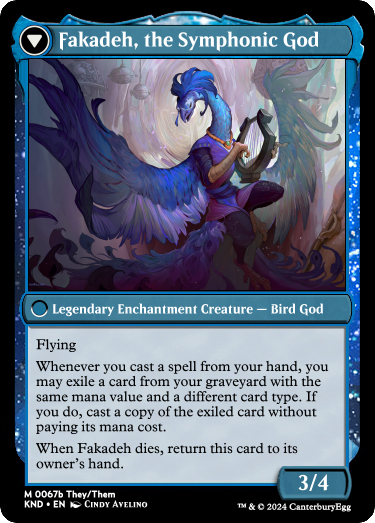 Fakadeh, the Symphonic God
Legendary Enchantment Creature — Bird God
Flying
Whenever you cast a spell from your hand, you
may exile a card from your graveyard with the
same mana value and a different card type. If
you do, cast a copy of the exiled card without
paying its mana cost.
When Fakadeh dies, return this card to its
owner's hand.
3/4
M 0067b They/Them
KND • EN Cindy Avelino
™ & © 2024 CanterburyEgg